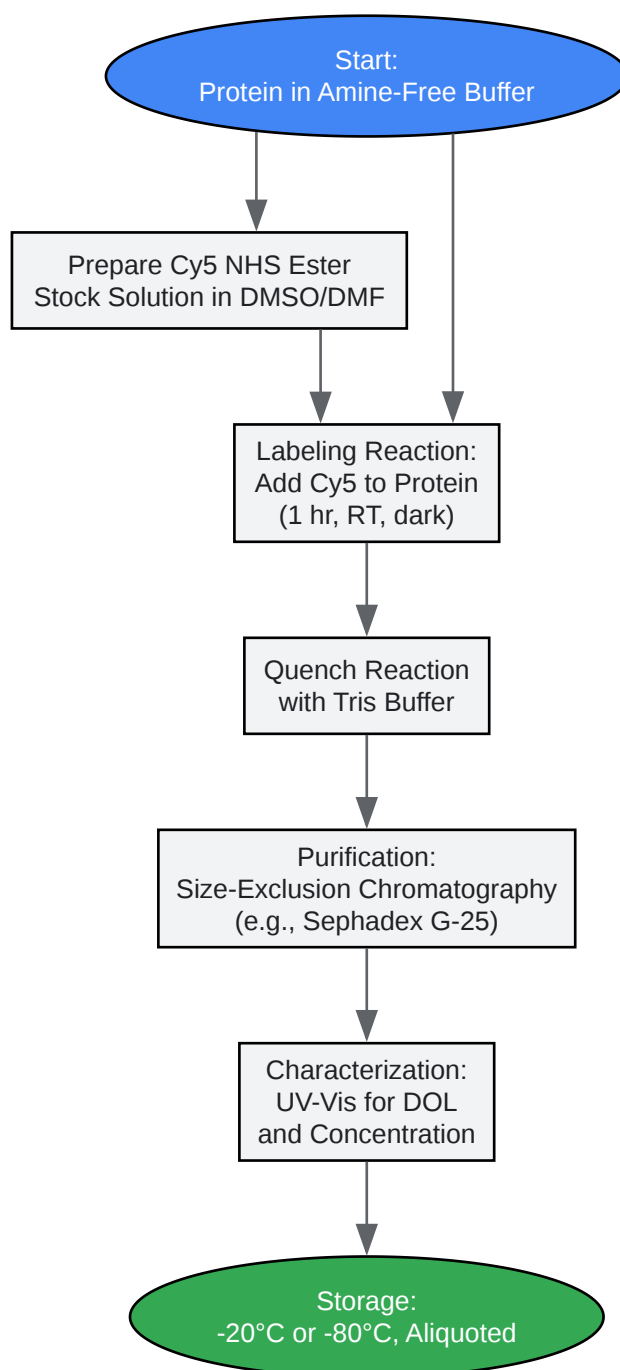 Start:
Protein in Amine-Free Buffer
Prepare Cy5 NHS Ester
Stock Solution in DMSO/DMF
Labeling Reaction:
Add Cy5 to Protein
(1 hr, RT, dark)
Quench Reaction
with Tris Buffer
Purification:
Size-Exclusion Chromatography
(e.g., Sephadex G-25)
Characterization:
UV-Vis for DOL
and Concentration
Storage:
-20°C or -80°C, Aliquoted